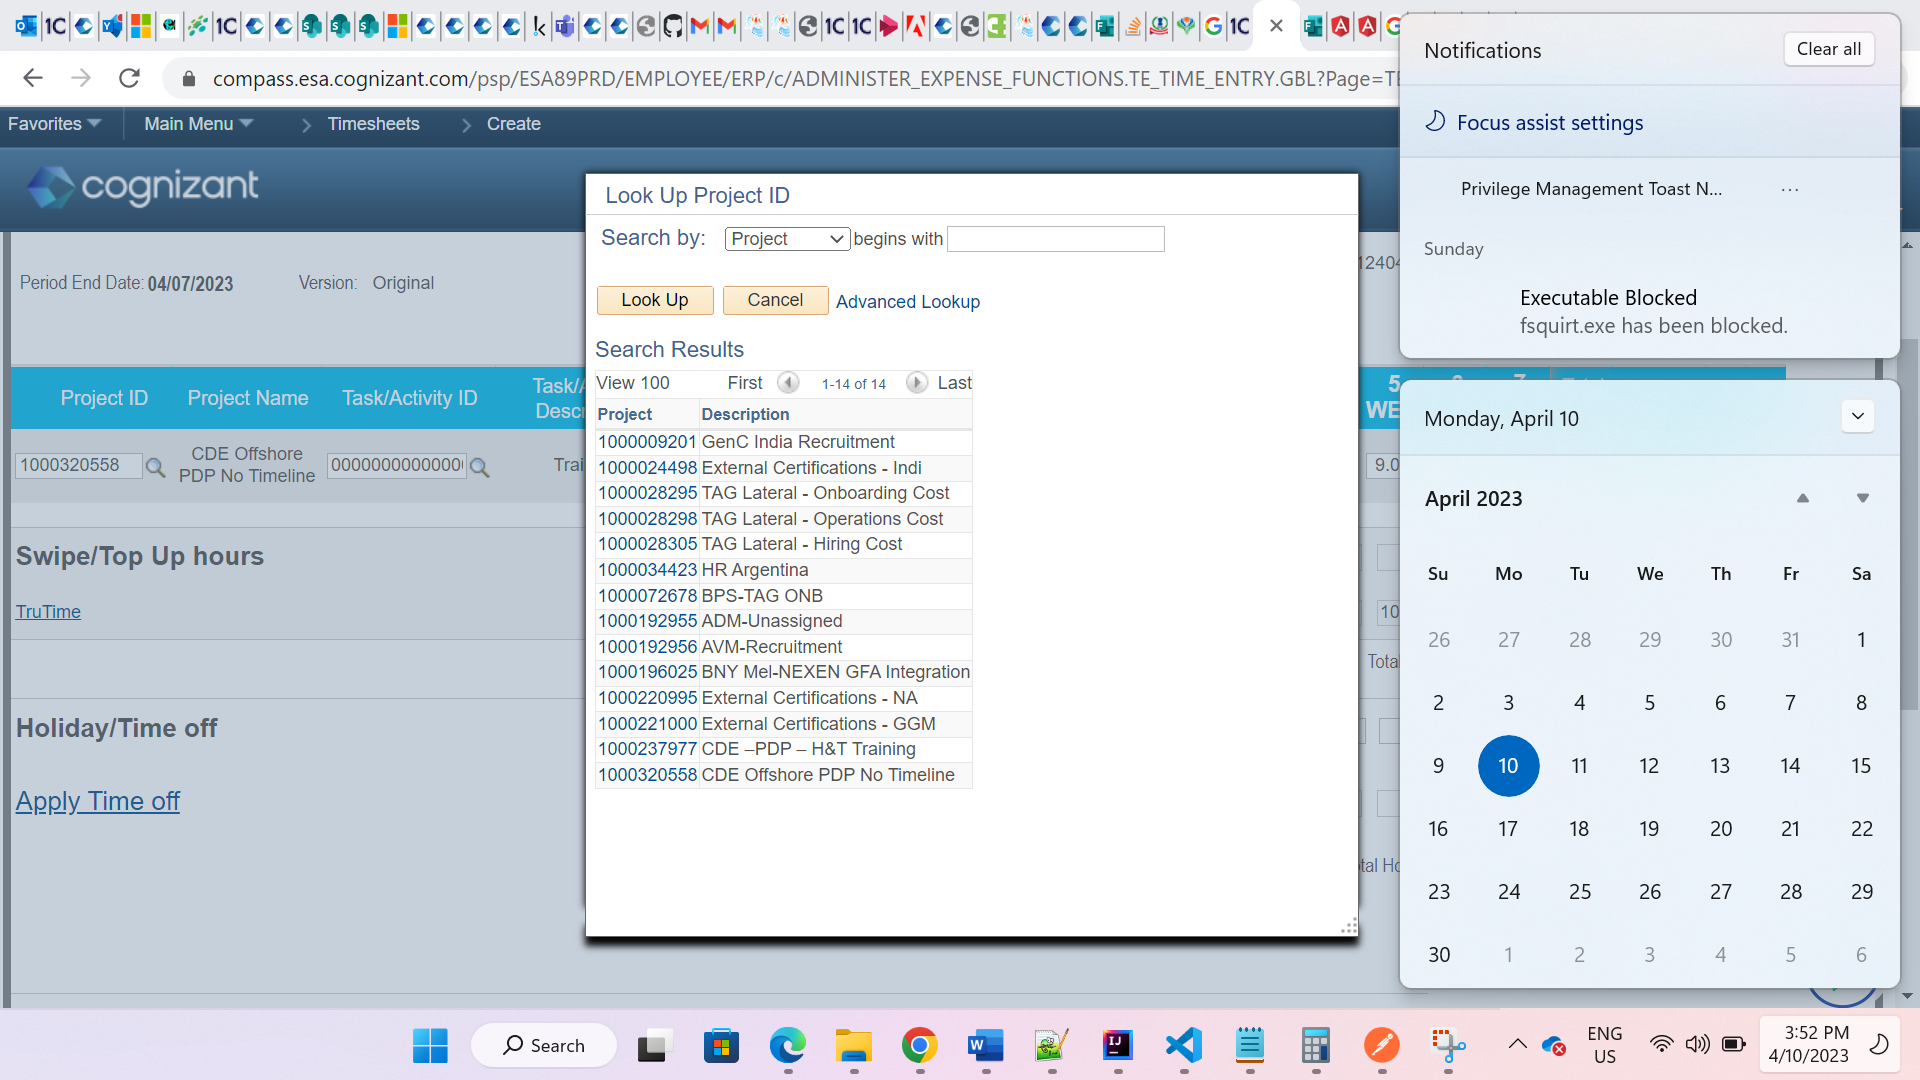 compass.esa.cognizant.com/psp/ESA89PRD/EMPLOYEE/ERP/c/ADMINISTER_EXPENSE_FUNCTIONS.TE_TIME_ENTRY.GBL?Page=TE
Favorites Main Menu > Timesheets > Create
cognizant
Period End Date: 04/07/2023 Version: Original
Project ID Project Name Task/Activity ID
1000320558 CDE Offshore PDP No Timeline 00000000000000
Swipe/Top Up hours
TruTime
Holiday/Time off
Apply Time off
Look Up Project ID
Search by: Project begins with
Look Up Cancel Advanced Lookup
Search Results
View 100 First 1-14 of 14 Last
Project Description
1000009201 GenC India Recruitment
1000024498 External Certifications - Indi
1000028295 TAG Lateral - Onboarding Cost
1000028298 TAG Lateral - Operations Cost
1000028305 TAG Lateral - Hiring Cost
1000034423 HR Argentina
1000072678 BPS-TAG ONB
1000192955 ADM-Unassigned
1000192956 AVM-Recruitment
1000196025 BNY Mel-NEXEN GFA Integration
1000220995 External Certifications - NA
1000221000 External Certifications - GGM
1000237977 CDE –PDP – H&T Training
1000320558 CDE Offshore PDP No Timeline
12404
5
WE
9.0
10
Total
Notifications Clear all
Focus assist settings
Privilege Management Toast N... ...
Sunday
Executable Blocked
fsquirt.exe has been blocked.
Monday, April 10
April 2023
Su Mo Tu We Th Fr Sa
26 27 28 29 30 31 1
2 3 4 5 6 7 8
9 10 11 12 13 14 15
16 17 18 19 20 21 22
23 24 25 26 27 28 29
30 1 2 3 4 5 6
Search
ENG
US
3:52 PM
4/10/2023